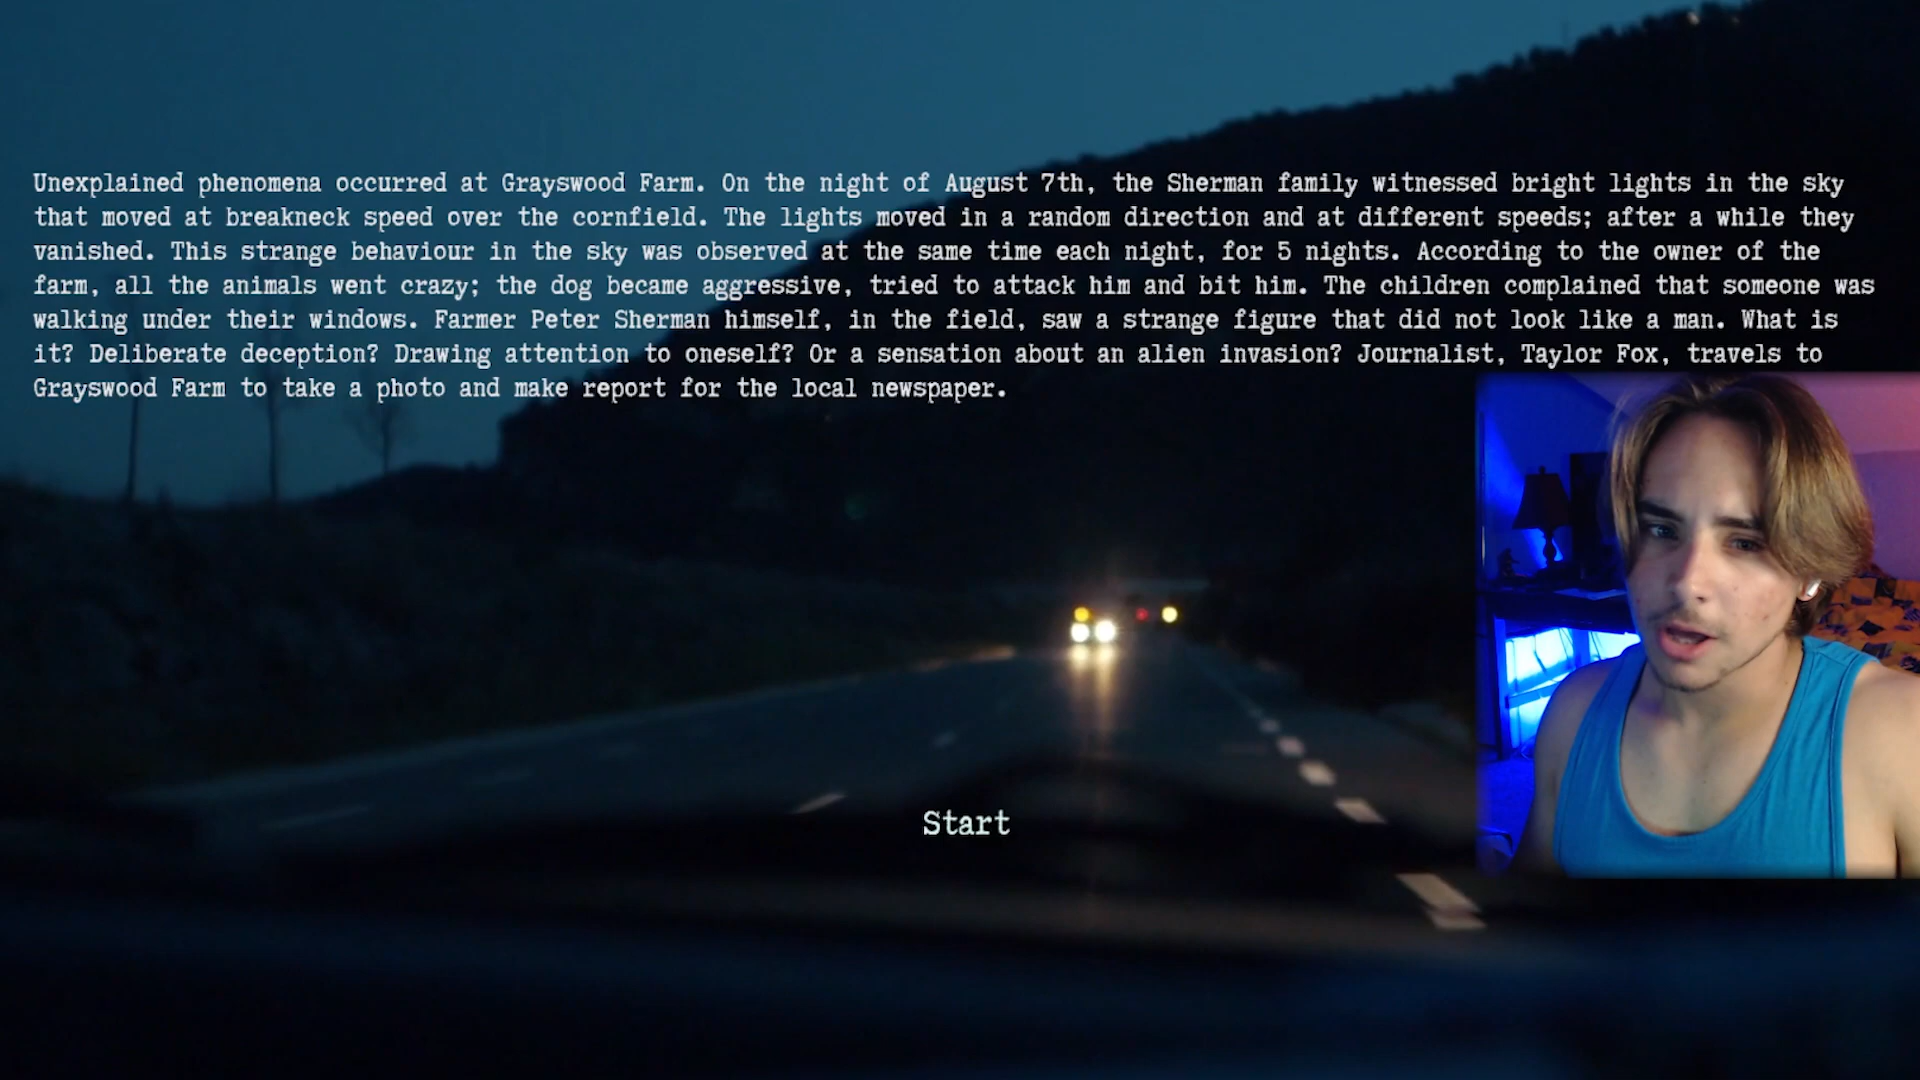 Unexplained phenomena occurred at Grayswood Farm. On the night of August 7th, the Sherman family witnessed bright lights in the sky
that moved at breakneck speed over the cornfield. The lights moved in a random direction and at different speeds; after a while they
vanished. This strange behaviour in the sky was observed at the same time each night, for 5 nights. According to the owner of the
farm, all the animals went crazy; the dog became aggressive, tried to attack him and bit him. The children complained that someone was
walking under their windows. Farmer Peter Sherman himself, in the field, saw a strange figure that did not look like a man. What is
it? Deliberate deception? Drawing attention to oneself? Or a sensation about an alien invasion? Journalist, Taylor Fox, travels to
Grayswood Farm to take a photo and make report for the local newspaper.
Start